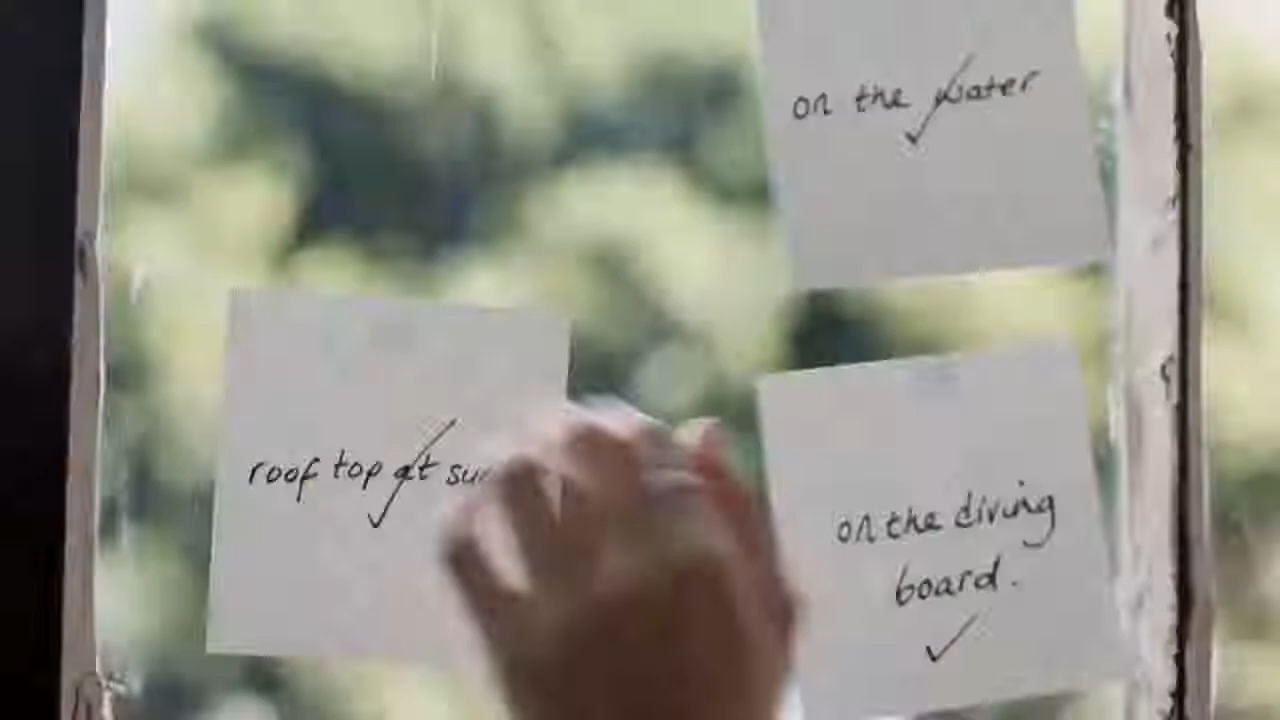 on the water
roof top at
on the diving
board.